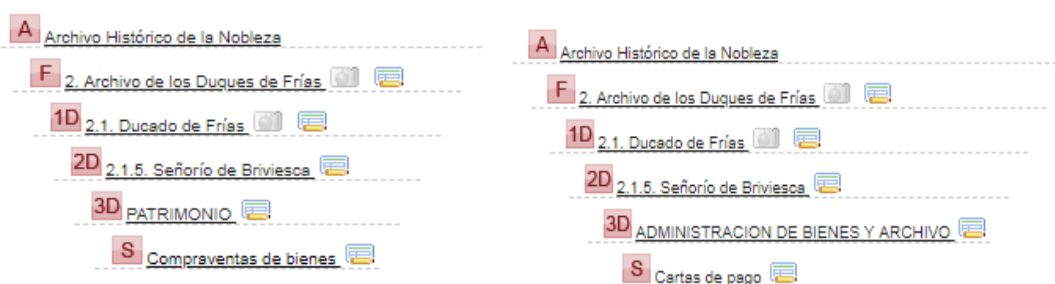 A Archivo Histórico de la Nobleza
F 2. Archivo de los Duques de Frías
1D 2.1. Ducado de Frías
2D 2.1.5. Señorío de Briviesca
3D PATRIMONIO
S Compraventas de bienes
A Archivo Histórico de la Nobleza
F 2. Archivo de los Duques de Frías
1D 2.1. Ducado de Frías
2D 2.1.5. Señorío de Briviesca
3D ADMINISTRACION DE BIENES Y ARCHIVO
S Cartas de pago